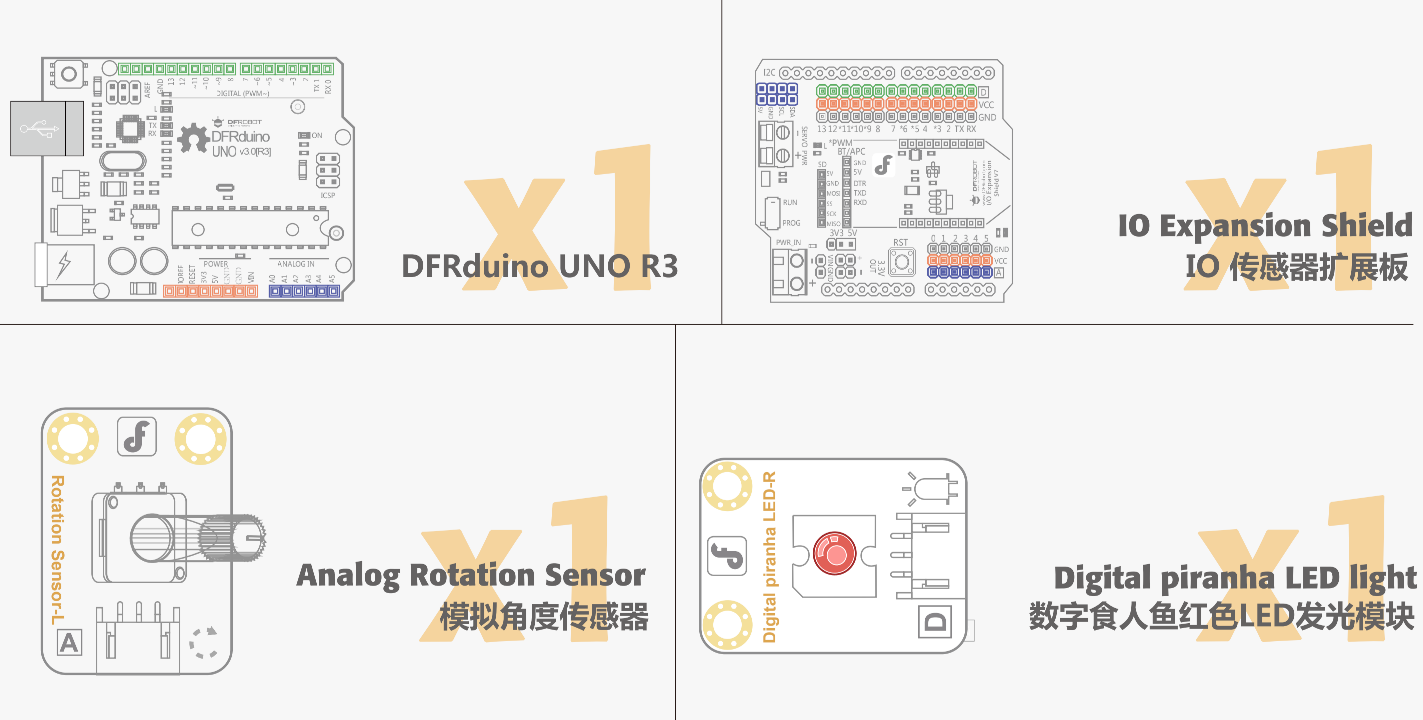 AREF
GND
13
12
~11
~10
~9
8
7
~6
~5
4
~3
2
TX 1
RX 0
DIGITAL (PWM~)
L
TX
RX
DFROBOT
DFRduino
UNO v3.0[R3]
ON
ICSP
POWER
ANALOG IN
IOREF
RESET
3V3
5V
GND
GND
VIN
A0
A1
A2
A3
A4
A5
x1
DFRduino UNO R3
I2C
5V
GND
SCL
SDA
D
VCC
GND
13 12 *11*10*9 8 7 *6 *5 4 *3 2 TX RX
SERVO PWR
L
*PWM
BT/APC
SD
5V
GND
MOSI
SS
SCK
MISO
GND
5V
DTR
TXD
RXD
DFROBOT
I/O Expansion
Shield V7
RUN
PROG
3V3 5V
PWR_IN
OUT
3.3V
RST
0 1 2 3 4 5
GND
VCC
A
x1
IO Expansion Shield
IO 传感器扩展板
Rotation Sensor-L
A
x1
Analog Rotation Sensor
模拟角度传感器
Digital piranha LED-R
D
x1
Digital piranha LED light
数字食人鱼红色LED发光模块